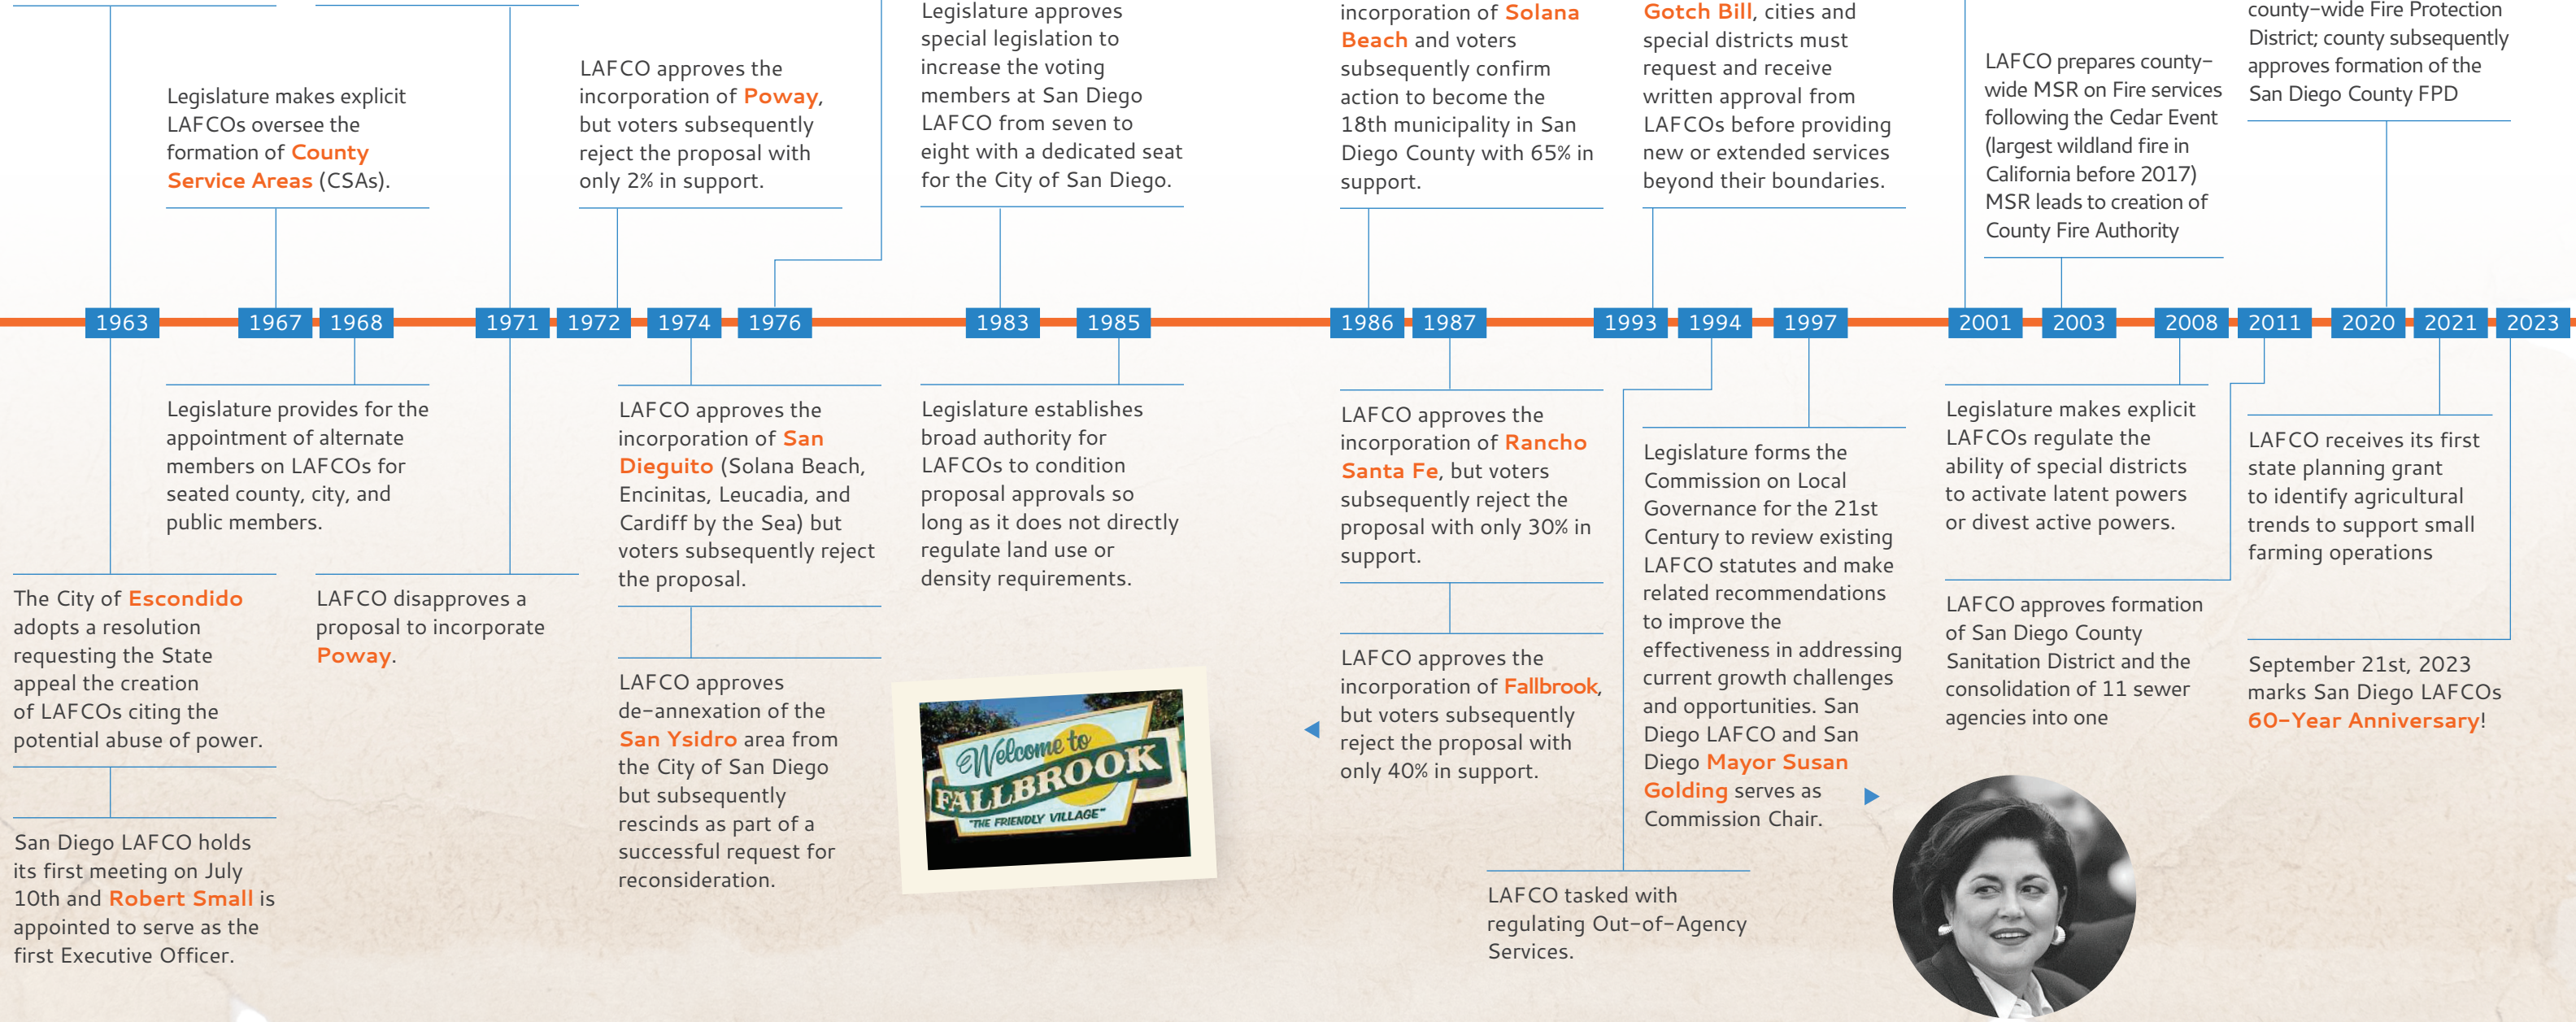 Legislature makes explicit
LAFCOs oversee the
formation of County
Service Areas (CSAs).
LAFCO approves the
incorporation of Poway,
but voters subsequently
reject the proposal with
only 2% in support.
Legislature approves
special legislation to
increase the voting
members at San Diego
LAFCO from seven to
eight with a dedicated seat
for the City of San Diego.
incorporation of Solana
Beach and voters
subsequently confirm
action to become the
18th municipality in San
Diego County with 65% in
support.
Gotch Bill, cities and
special districts must
request and receive
written approval from
LAFCOs before providing
new or extended services
beyond their boundaries.
LAFCO prepares county-
wide MSR on Fire services
following the Cedar Event
(largest wildland fire in
California before 2017)
MSR leads to creation of
County Fire Authority
county-wide Fire Protection
District; county subsequently
approves formation of the
San Diego County FPD
1963 1967 1968 1971 1972 1974 1976 1983 1985 1986 1987 1993 1994 1997 2001 2003 2008 2011 2020 2021 2023
The City of Escondido
adopts a resolution
requesting the State
appeal the creation
of LAFCOs citing the
potential abuse of power.
San Diego LAFCO holds
its first meeting on July
10th and Robert Small is
appointed to serve as the
first Executive Officer.
Legislature provides for the
appointment of alternate
members on LAFCOs for
seated county, city, and
public members.
LAFCO disapproves a
proposal to incorporate
Poway.
LAFCO approves the
incorporation of San
Dieguito (Solana Beach,
Encinitas, Leucadia, and
Cardiff by the Sea) but
voters subsequently reject
the proposal.
LAFCO approves
de-annexation of the
San Ysidro area from
the City of San Diego
but subsequently
rescinds as part of a
successful request for
reconsideration.
Legislature establishes
broad authority for
LAFCOs to condition
proposal approvals so
long as it does not directly
regulate land use or
density requirements.
Welcome to
FALLBROOK
"THE FRIENDLY VILLAGE"
LAFCO approves the
incorporation of Rancho
Santa Fe, but voters
subsequently reject the
proposal with only 30% in
support.
LAFCO approves the
incorporation of Fallbrook,
but voters subsequently
reject the proposal with
only 40% in support.
LAFCO tasked with
regulating Out-of-Agency
Services.
Legislature forms the
Commission on Local
Governance for the 21st
Century to review existing
LAFCO statutes and make
related recommendations
to improve the
effectiveness in addressing
current growth challenges
and opportunities. San
Diego LAFCO and San
Diego Mayor Susan
Golding serves as
Commission Chair.
Legislature makes explicit
LAFCOs regulate the
ability of special districts
to activate latent powers
or divest active powers.
LAFCO approves formation
of San Diego County
Sanitation District and the
consolidation of 11 sewer
agencies into one
LAFCO receives its first
state planning grant
to identify agricultural
trends to support small
farming operations
September 21st, 2023
marks San Diego LAFCOs
60-Year Anniversary!